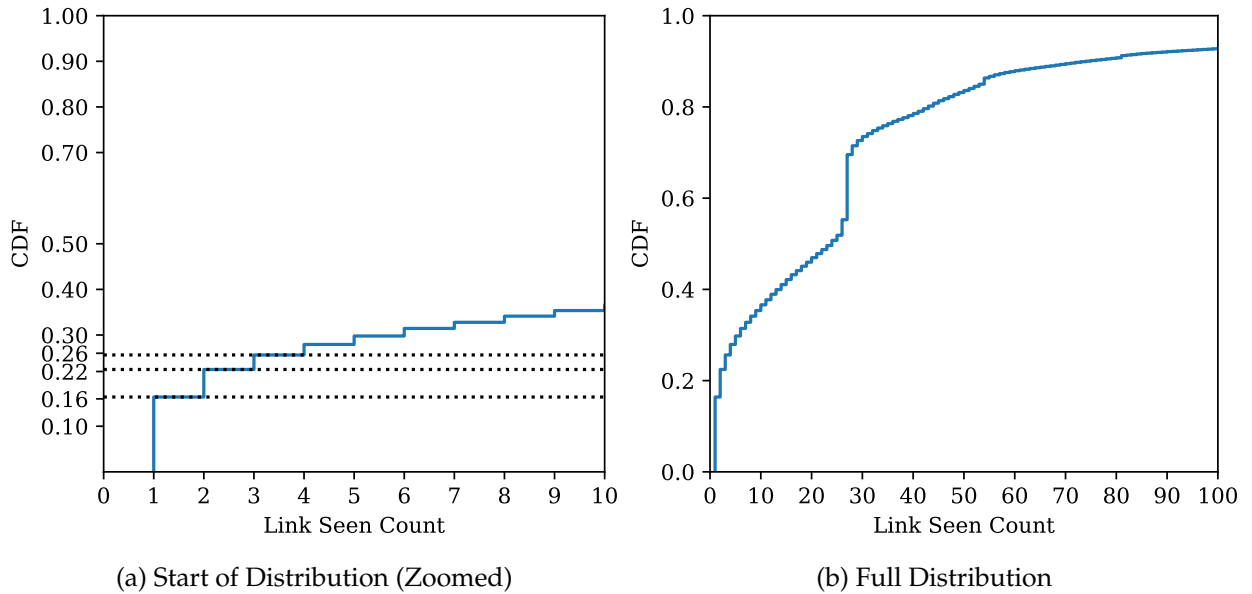 1.00
0.90
0.80
0.70
0.50
0.40
0.30
0.26
0.22
0.16
0.10
CDF
0 1 2 3 4 5 6 7 8 9 10
Link Seen Count
(a) Start of Distribution (Zoomed)
1.0
0.8
0.6
0.4
0.2
0.0
CDF
0 10 20 30 40 50 60 70 80 90 100
Link Seen Count
(b) Full Distribution